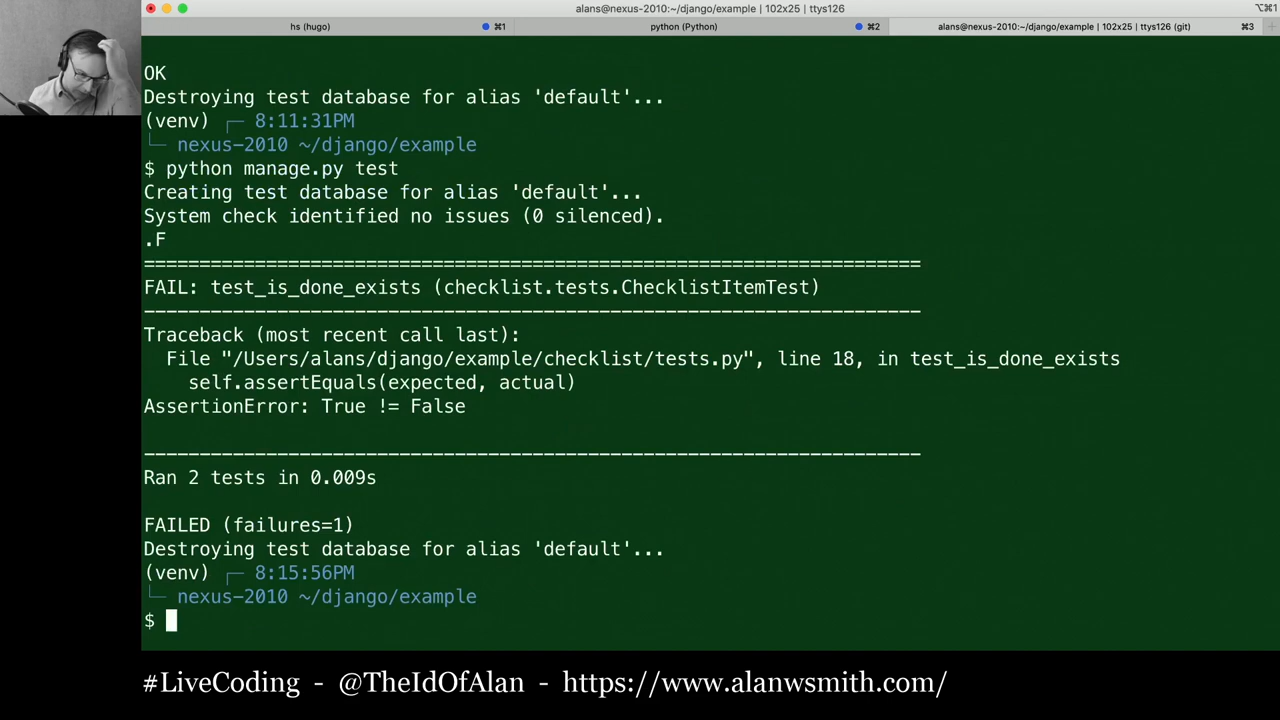 alans@nexus-2010:~/django/example | 102x25 | ttys126
⌥⌘1
hs (hugo)
⌘1
python (Python)
⌘2
alans@nexus-2010:~/django/example | 102x25 | ttys126 (git)
⌘3
+
OK
Destroying test database for alias 'default'...
(venv) ┌─ 8:11:31PM
└─ nexus-2010 ~/django/example
$ python manage.py test
Creating test database for alias 'default'...
System check identified no issues (0 silenced).
.F
======================================================================
FAIL: test_is_done_exists (checklist.tests.ChecklistItemTest)
----------------------------------------------------------------------
Traceback (most recent call last):
  File "/Users/alans/django/example/checklist/tests.py", line 18, in test_is_done_exists
    self.assertEquals(expected, actual)
AssertionError: True != False
----------------------------------------------------------------------
Ran 2 tests in 0.009s
FAILED (failures=1)
Destroying test database for alias 'default'...
(venv) ┌─ 8:15:56PM
└─ nexus-2010 ~/django/example
$
#LiveCoding - @TheIdOfAlan - https://www.alanwsmith.com/